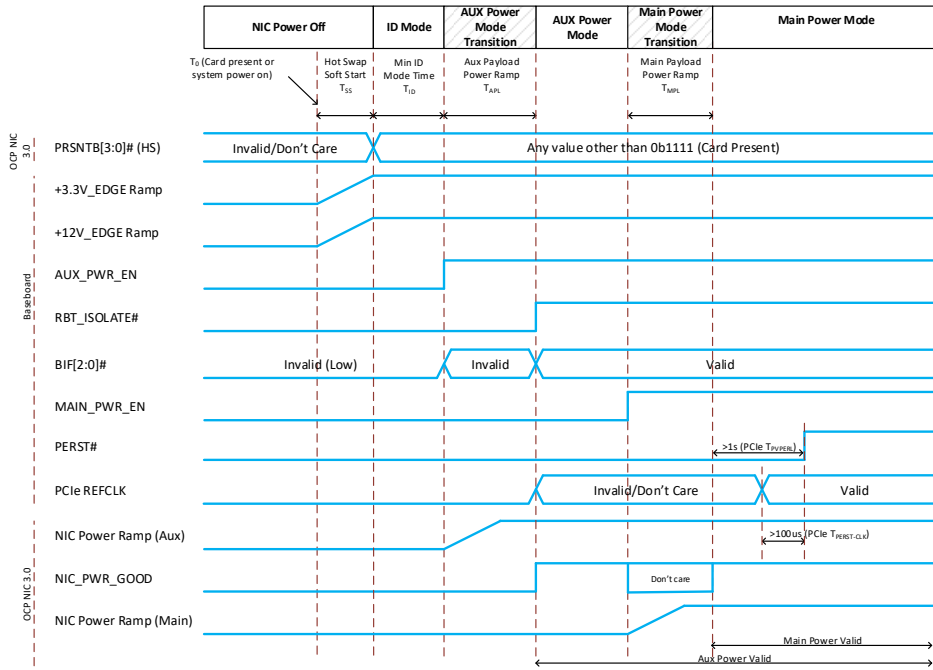 NIC Power Off
ID Mode
AUX Power
Mode
Transition
AUX Power
Mode
Main Power
Mode
Transition
Main Power Mode
T0 (Card present or
system power on)
Hot Swap
Soft Start
TSS
Min ID
Mode Time
TID
Aux Payload
Power Ramp
TAPL
Main Payload
Power Ramp
TMPL
OCP NIC
3.0
PRSNTB[3:0]# (HS)
Invalid/Don't Care
Any value other than 0b1111 (Card Present)
Baseboard
+3.3V_EDGE Ramp
+12V_EDGE Ramp
AUX_PWR_EN
RBT_ISOLATE#
BIF[2:0]#
Invalid (Low)
Invalid
Valid
MAIN_PWR_EN
PERST#
>1s (PCIe TPVPERL)
PCIe REFCLK
Invalid/Don't Care
Valid
OCP NIC 3.0
NIC Power Ramp (Aux)
>100us (PCIe TPERST-CLK)
NIC_PWR_GOOD
Don't care
NIC Power Ramp (Main)
Main Power Valid
Aux Power Valid